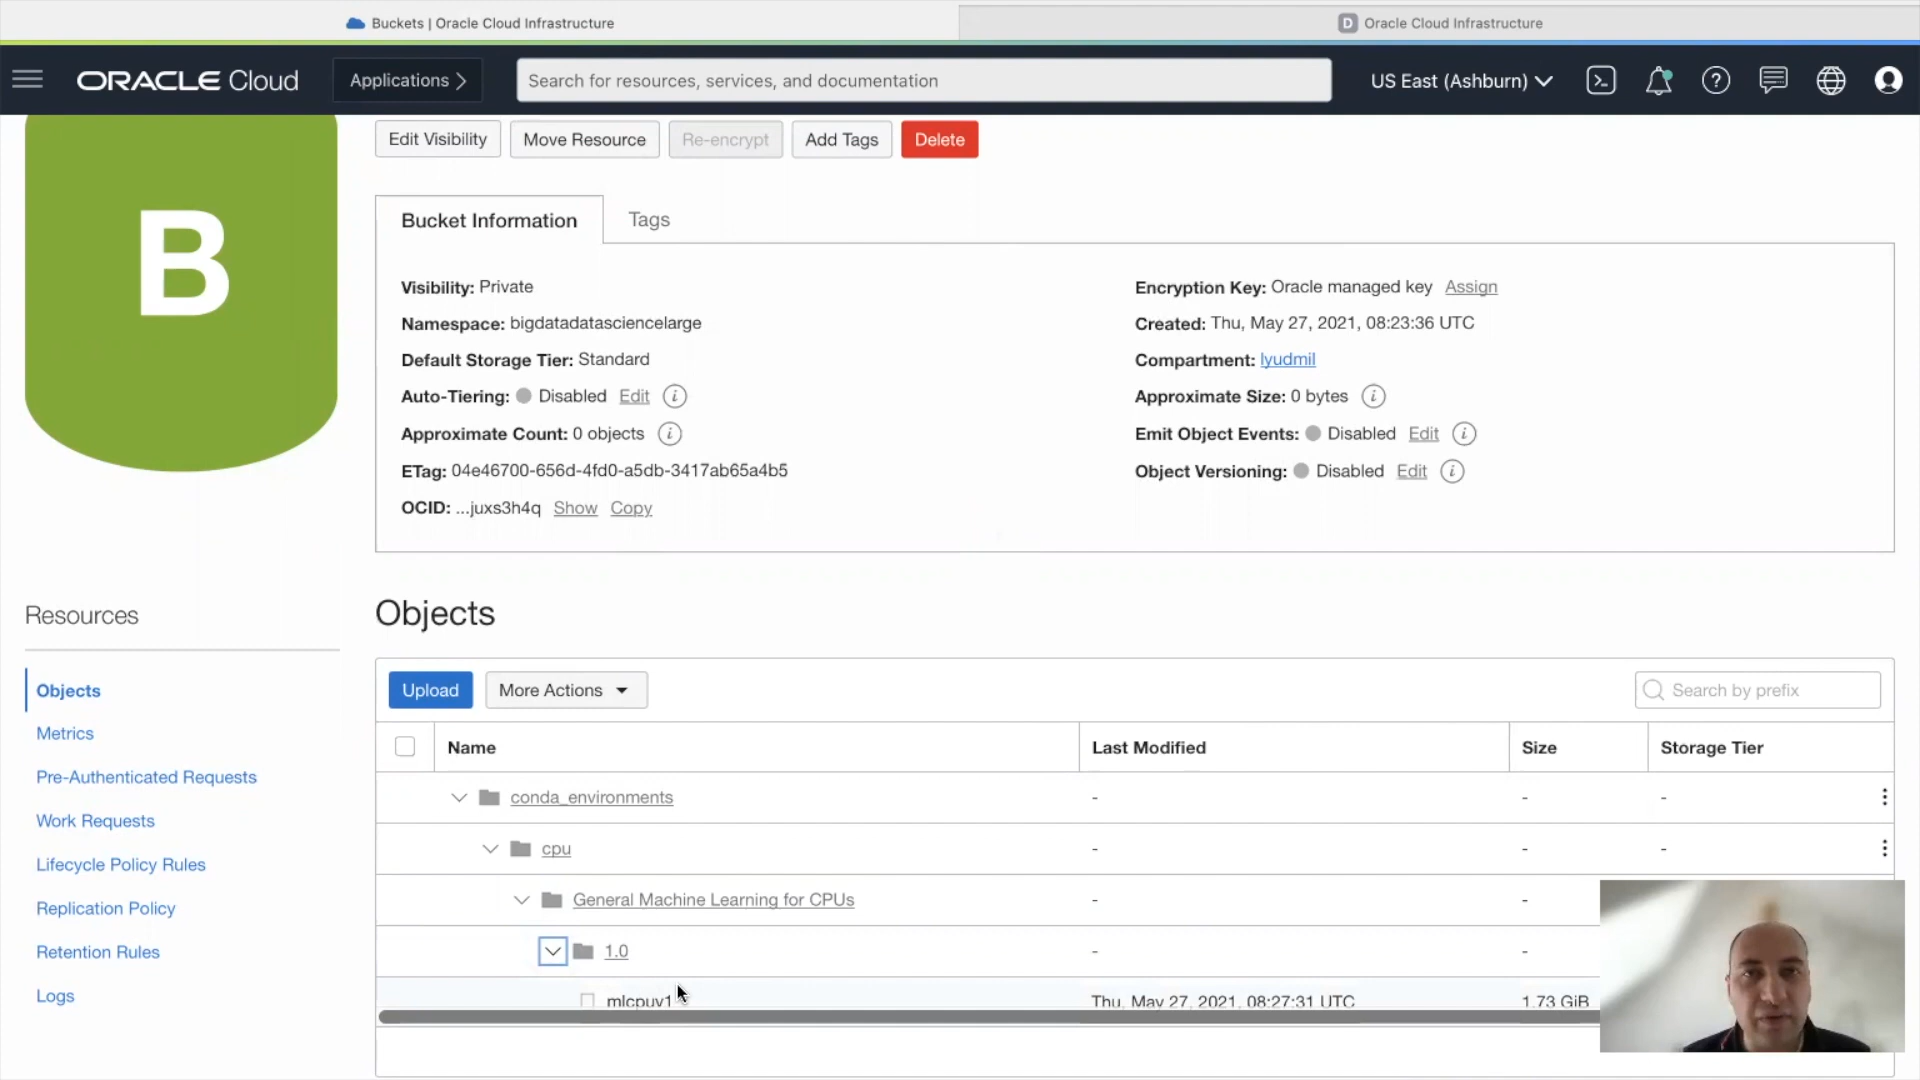 Buckets | Oracle Cloud Infrastructure
D Oracle Cloud Infrastructure
ORACLE Cloud
Applications
Search for resources, services, and documentation
US East (Ashburn)
B
Edit Visibility
Move Resource
Re-encrypt
Add Tags
Delete
Bucket Information
Tags
Visibility: Private
Namespace: bigdatadatasciencelarge
Default Storage Tier: Standard
Auto-Tiering: Disabled Edit i
Approximate Count: 0 objects i
ETag: 04e46700-656d-4fd0-a5db-3417ab65a4b5
OCID: ...juxs3h4q Show Copy
Encryption Key: Oracle managed key Assign
Created: Thu, May 27, 2021, 08:23:36 UTC
Compartment: lyudmil
Approximate Size: 0 bytes i
Emit Object Events: Disabled Edit i
Object Versioning: Disabled Edit i
Resources
Objects
Metrics
Pre-Authenticated Requests
Work Requests
Lifecycle Policy Rules
Replication Policy
Retention Rules
Logs
Objects
Upload
More Actions
Search by prefix
Name Last Modified Size Storage Tier
conda_environments - - -
cpu - - -
General Machine Learning for CPUs - -
1.0 - -
mlcpuv1 Thu, May 27, 2021, 08:27:31 UTC 1.73 GiB